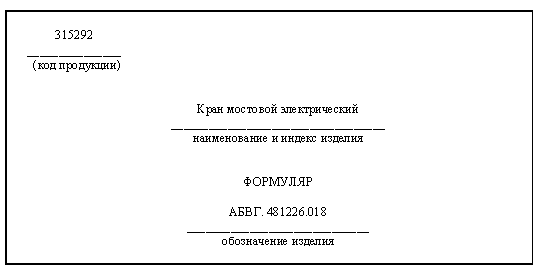 315292
(код продукции)
Кран мостовой электрический
наименование и индекс изделия
ФОРМУЛЯР
АБВГ. 481226.018
обозначение изделия